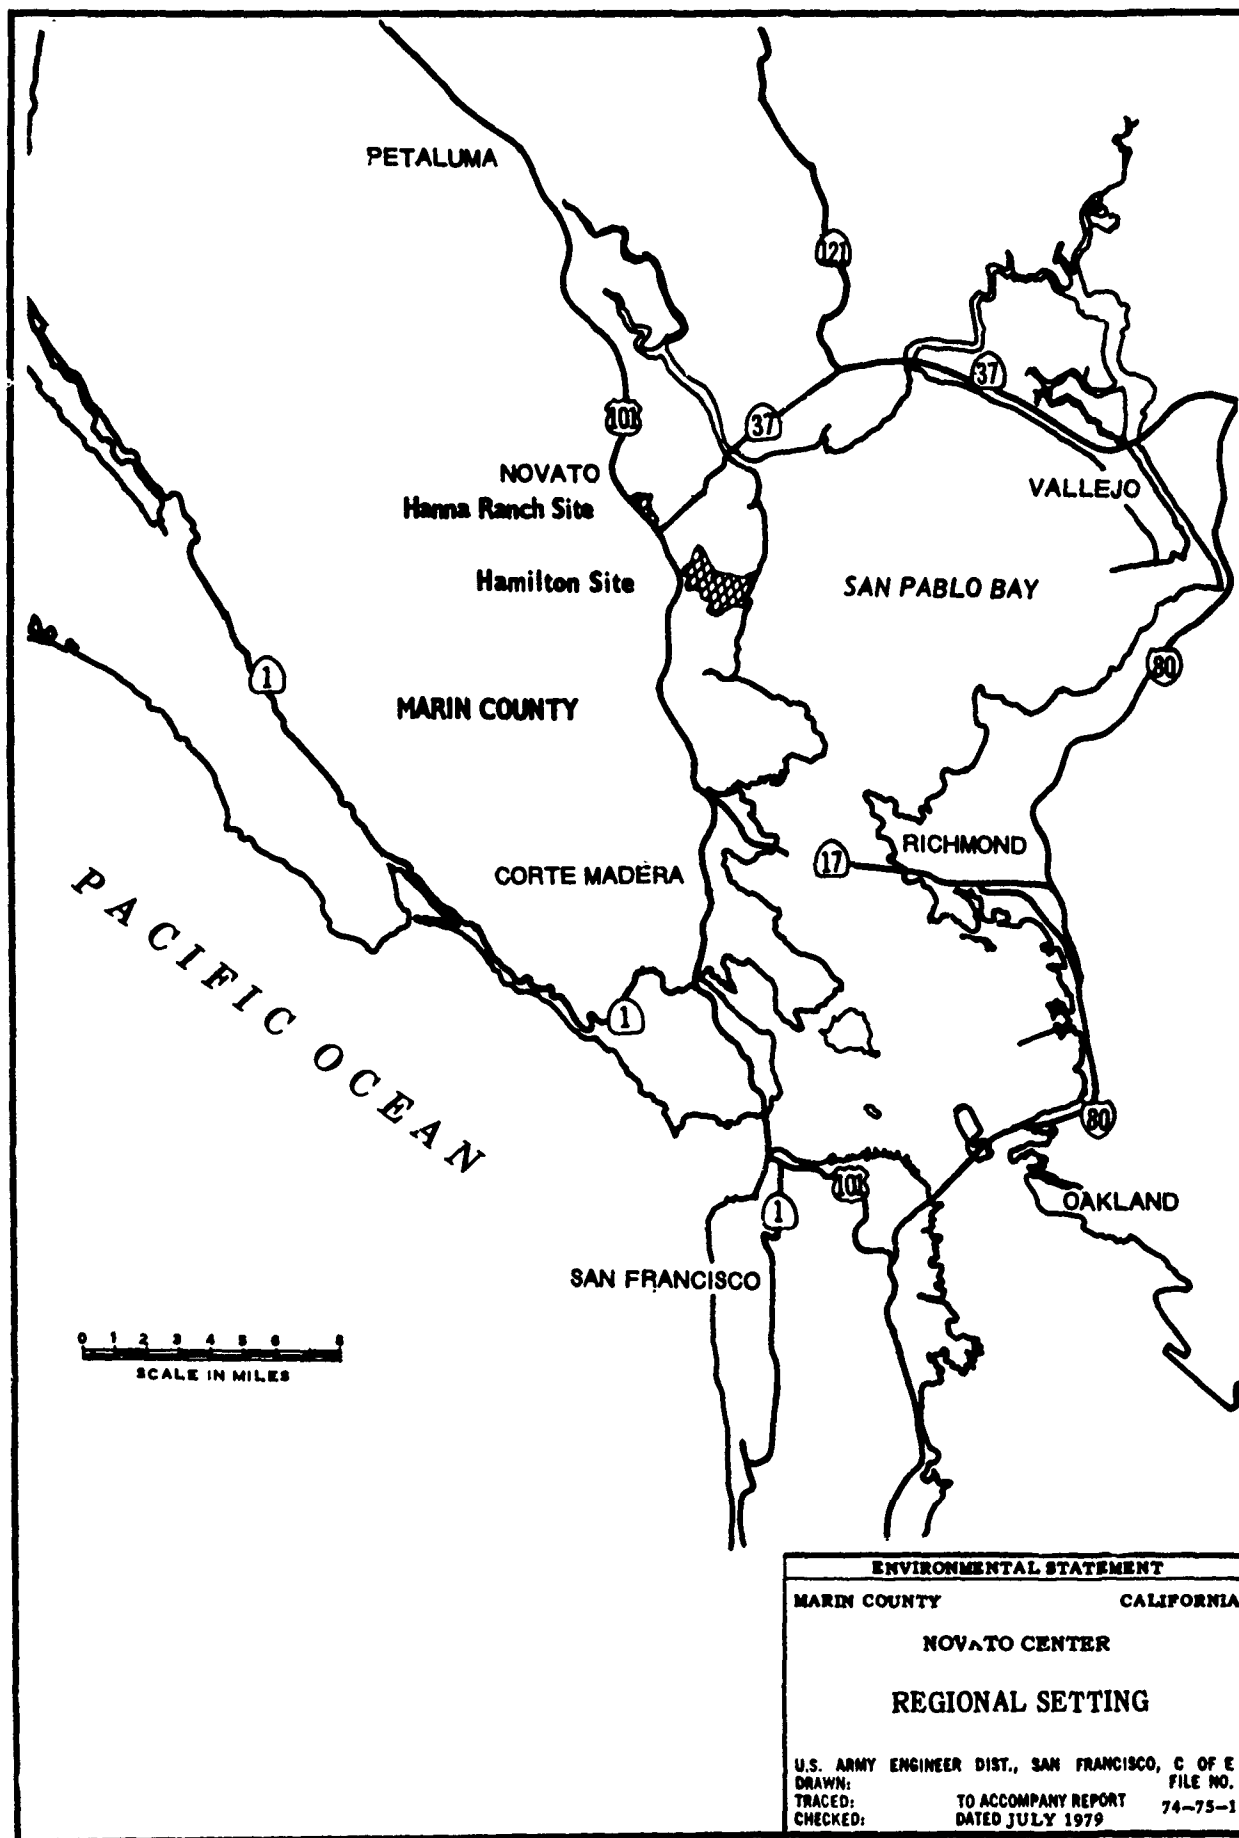 PETALUMA
121
37
101
37
NOVATO
VALLEJO
Hanna Ranch Site
Hamilton Site
SAN PABLO BAY
1
80
MARIN COUNTY
RICHMOND
17
CORTE MADERA
PACIFIC OCEAN
1
80
101
OAKLAND
1
SAN FRANCISCO
0 1 2 3 4 5 6 8
SCALE IN MILES
ENVIRONMENTAL STATEMENT
MARIN COUNTY CALIFORNIA
NOVATO CENTER
REGIONAL SETTING
U.S. ARMY ENGINEER DIST., SAN FRANCISCO, C OF E
DRAWN: FILE NO.
TRACED: TO ACCOMPANY REPORT 74-75-1
CHECKED: DATED JULY 1979